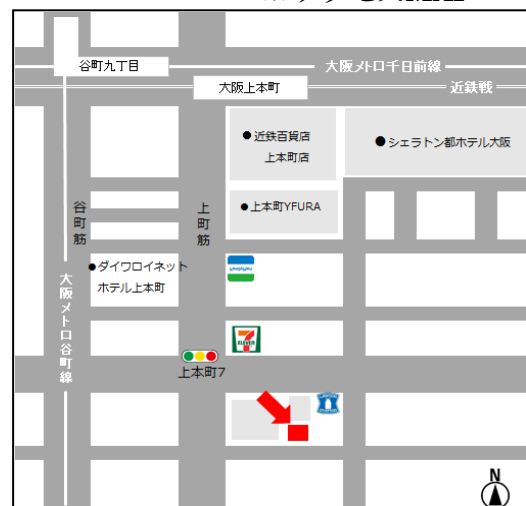 谷町九丁目
大阪メトロ千日前線
大阪上本町
近鉄戦
●近鉄百貨店
上本町店
●シェラトン都ホテル大阪
谷町筋
上町筋
●上本町YFURA
●ダイワロイネット
ホテル上本町
大阪メトロ谷町線
7
ELEVEN
上本町7
N